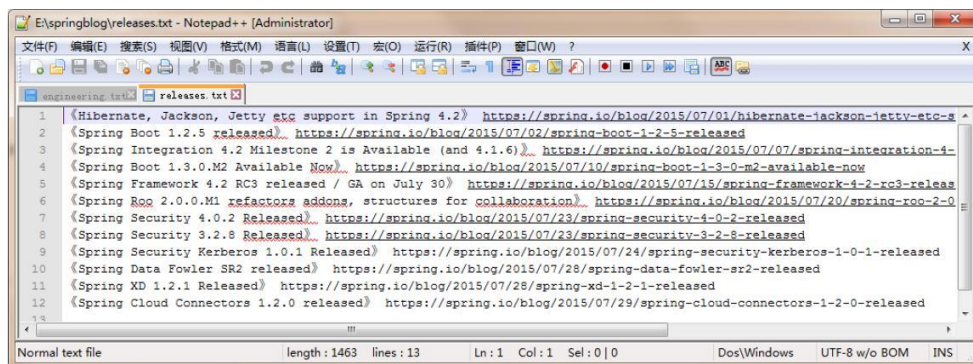 E:\springblog\releases.txt - Notepad++ [Administrator]
文件(F) 编辑(E) 搜索(S) 视图(V) 格式(M) 语言(L) 设置(T) 宏(O) 运行(R) 插件(P) 窗口(W) ? X
engineering.txt releases.txt
1 《Hibernate, Jackson, Jetty etc support in Spring 4.2》 https://spring.io/blog/2015/07/01/hibernate-jackson-jetty-etc-s
2 《Spring Boot 1.2.5 released》 https://spring.io/blog/2015/07/02/spring-boot-1-2-5-released
3 《Spring Integration 4.2 Milestone 2 is Available (and 4.1.6)》 https://spring.io/blog/2015/07/07/spring-integration-4-
4 《Spring Boot 1.3.0.M2 Available Now》 https://spring.io/blog/2015/07/10/spring-boot-1-3-0-m2-available-now
5 《Spring Framework 4.2 RC3 released / GA on July 30》 https://spring.io/blog/2015/07/15/spring-framework-4-2-rc3-releas
6 《Spring Roo 2.0.0.M1 refactors addons, structures for collaboration》 https://spring.io/blog/2015/07/20/spring-roo-2-0
7 《Spring Security 4.0.2 Released》 https://spring.io/blog/2015/07/23/spring-security-4-0-2-released
8 《Spring Security 3.2.8 Released》 https://spring.io/blog/2015/07/23/spring-security-3-2-8-released
9 《Spring Security Kerberos 1.0.1 Released》 https://spring.io/blog/2015/07/24/spring-security-kerberos-1-0-1-released
10 《Spring Data Fowler SR2 released》 https://spring.io/blog/2015/07/28/spring-data-fowler-sr2-released
11 《Spring XD 1.2.1 Released》 https://spring.io/blog/2015/07/28/spring-xd-1-2-1-released
12 《Spring Cloud Connectors 1.2.0 released》 https://spring.io/blog/2015/07/29/spring-cloud-connectors-1-2-0-released
13
Normal text file length : 1463 lines : 13 Ln : 1 Col : 1 Sel : 0 | 0 Dos\Windows UTF-8 w/o BOM INS